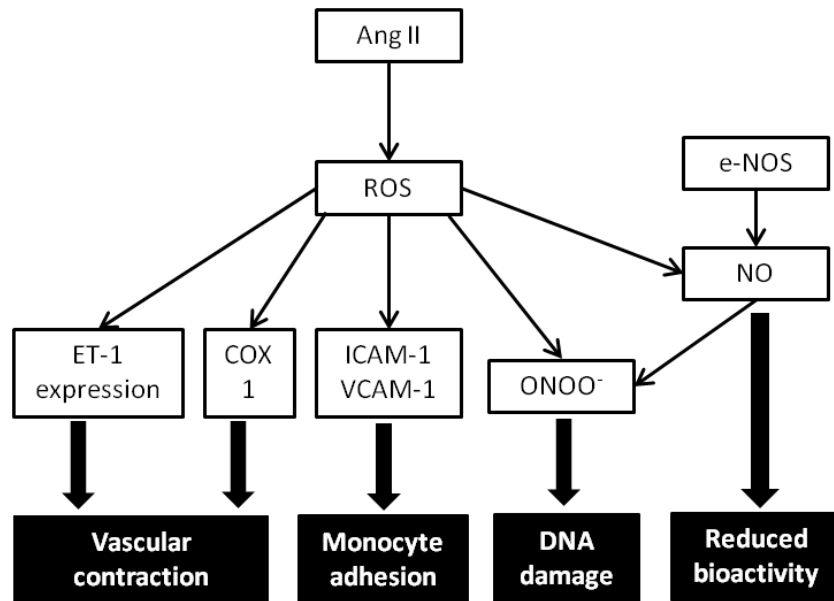 Ang II
e-NOS
ROS
NO
ET-1
expression
COX
1
ICAM-1
VCAM-1
ONOO⁻
Vascular
contraction
Monocyte
adhesion
DNA
damage
Reduced
bioactivity